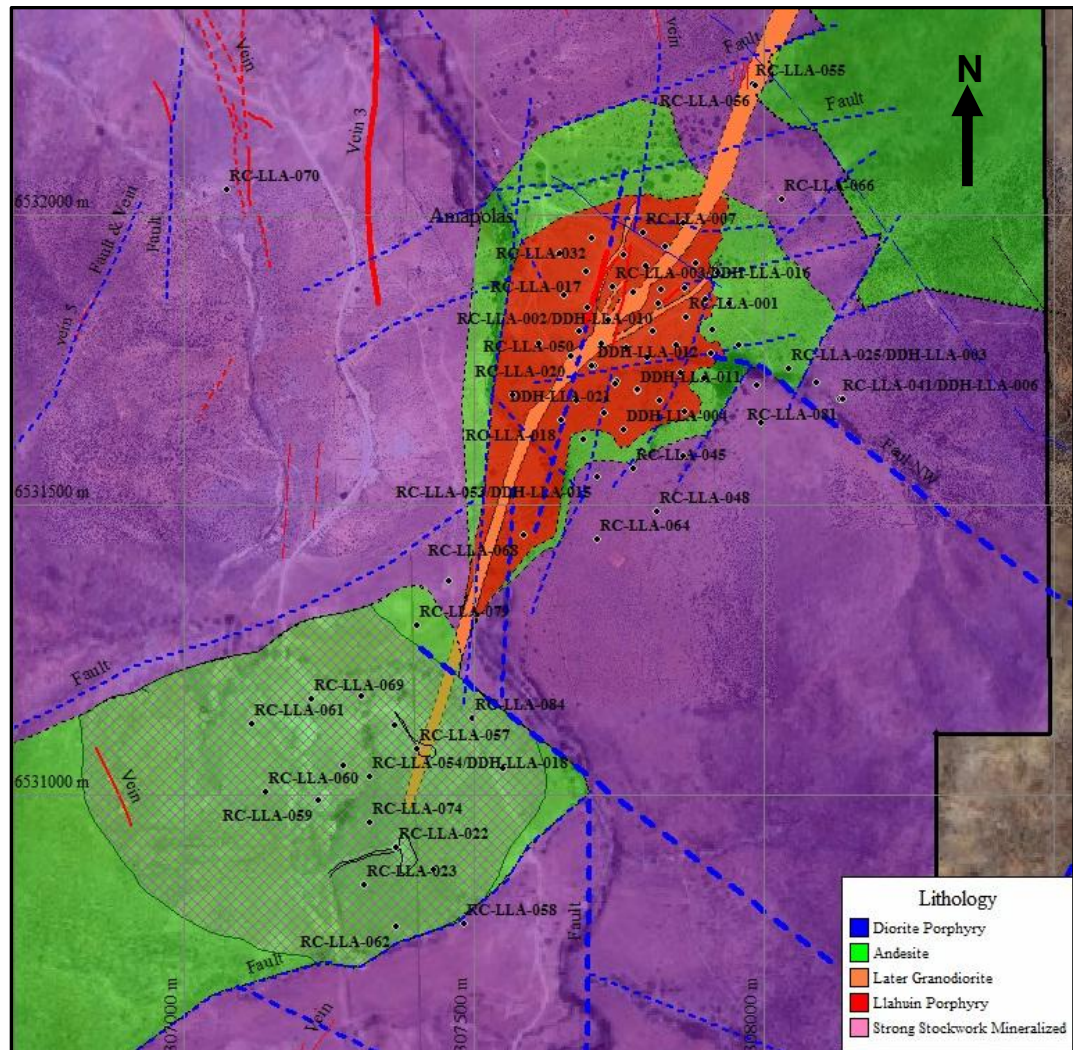 N
Vein
vein
Fault
RC-LLA-055
RC-LLA-056
Fault
Vein 3
RC-LLA-070
RC-LLA-066
6532000 m
Amapolas
RC-LLA-007
Fault & Vein
Fault
RC-LLA-032
RC-LLA-003/DDH-LLA-016
RC-LLA-017
RC-LLA-001
RC-LLA-002/DDH-LLA-010
vein 3
RC-LLA-050
DDH-LLA-012
RC-LLA-025/DDH-LLA-003
RC-LLA-020
DDH-LLA-011
RC-LLA-041/DDH-LLA-006
DDH-LLA-021
DDH-LLA-004
RC-LLA-081
RC-LLA-018
RC-LLA-045
Faul NW
RC-LLA-053/DDH-LLA-015
6531500 m
RC-LLA-048
RC-LLA-064
RC-LLA-068
RC-LLA-079
Fault
RC-LLA-069
RC-LLA-061
RC-LLA-084
RC-LLA-057
6531000 m
Vein
RC-LLA-060
RC-LLA-054/DDH-LLA-018
RC-LLA-059
RC-LLA-074
RC-LLA-022
RC-LLA-023
RC-LLA-058
RC-LLA-062
Fault
Fault
Vein
307000 m
307500 m
308000 m
Lithology
Diorite Porphyry
Andesite
Later Granodiorite
Llahuin Porphyry
Strong Stockwork Mineralized